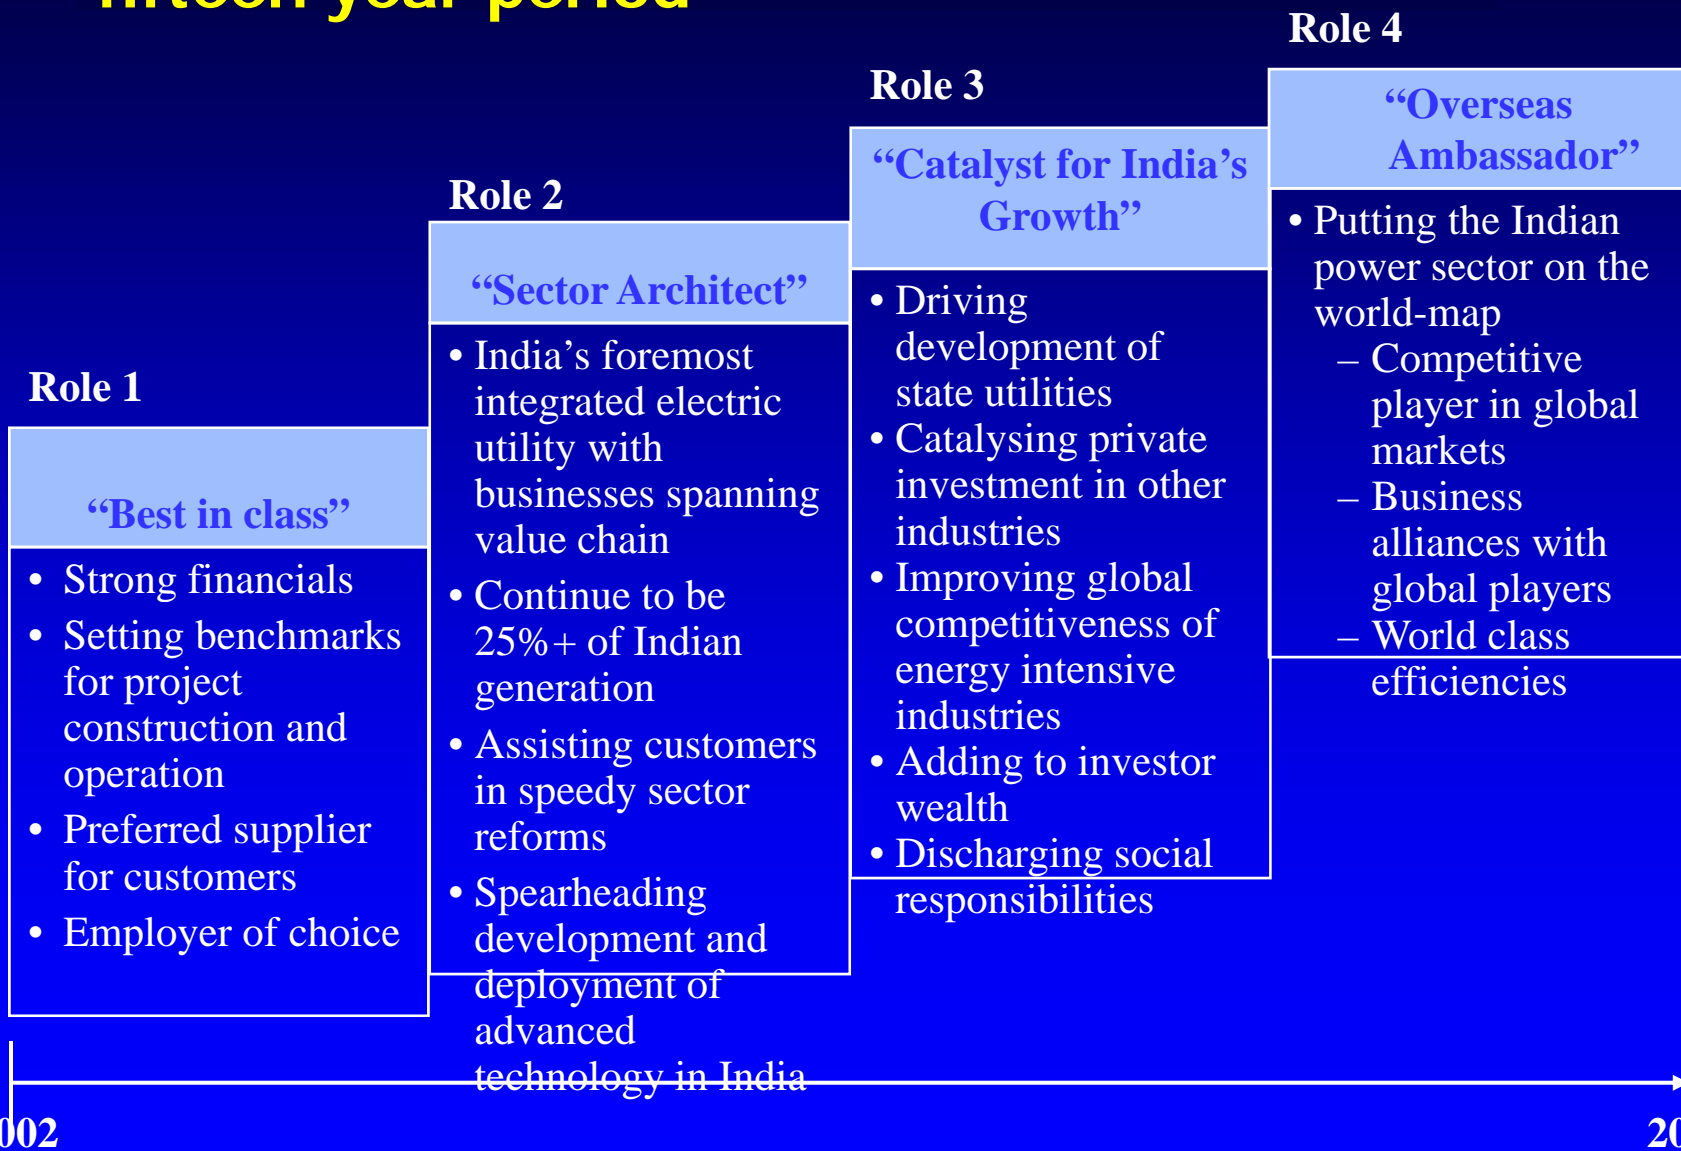 fifteen year period
Role 1
“Best in class”
• Strong financials
• Setting benchmarks
for project
construction and
operation
• Preferred supplier
for customers
• Employer of choice
Role 2
“Sector Architect”
• India’s foremost
integrated electric
utility with
businesses spanning
value chain
• Continue to be
25%+ of Indian
generation
• Assisting customers
in speedy sector
reforms
• Spearheading
development and
deployment of
advanced
technology in India
Role 3
“Catalyst for India’s
Growth”
• Driving
development of
state utilities
• Catalysing private
investment in other
industries
• Improving global
competitiveness of
energy intensive
industries
• Adding to investor
wealth
• Discharging social
responsibilities
Role 4
“Overseas
Ambassador”
• Putting the Indian
power sector on the
world-map
– Competitive
player in global
markets
– Business
alliances with
global players
– World class
efficiencies
002
20